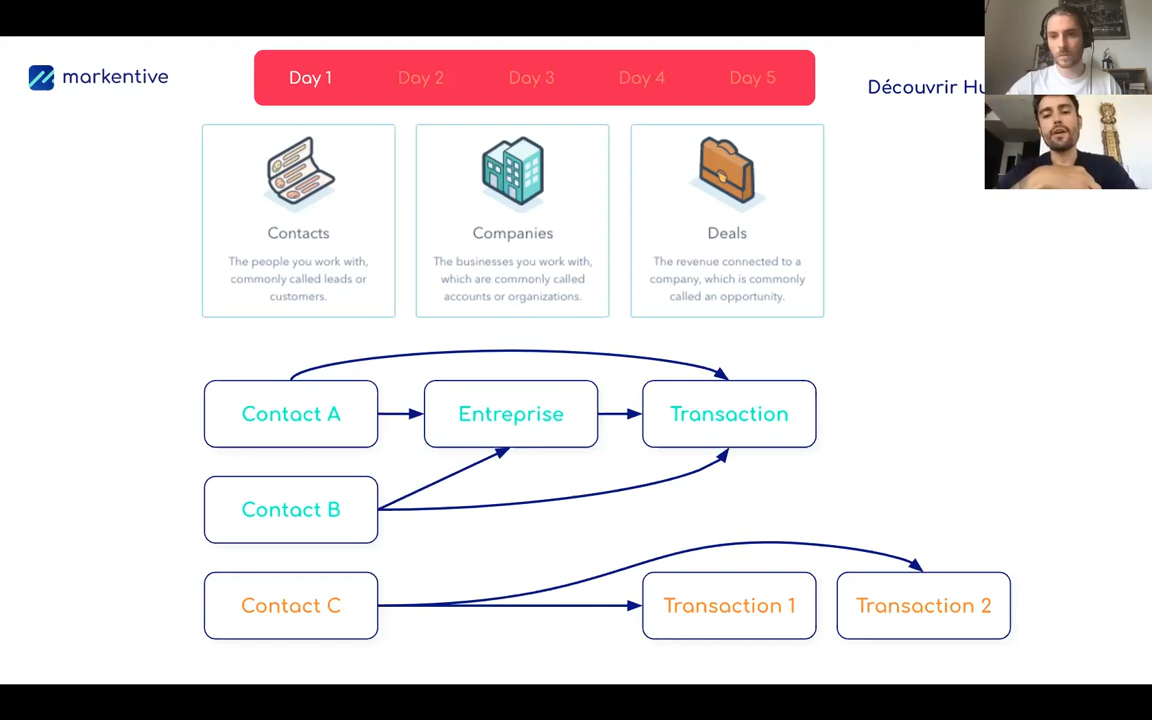 markentive
Day 1
Day 2
Day 3
Day 4
Day 5
Découvrir
Contacts
The people you work with,
commonly called leads or
customers.
Companies
The businesses you work with,
which are commonly called
accounts or organizations.
Deals
The revenue connected to a
company, which is commonly
called an opportunity.
Contact A
Entreprise
Transaction
Contact B
Contact C
Transaction 1
Transaction 2